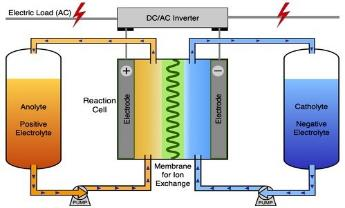 Electric Load (AC)
DC/AC Inverter
+
−
Anolyte
Positive
Electrolyte
Reaction
Cell
Electrode
Electrode
Catholyte
Negative
Electrolyte
Membrane
for Ion
Exchange
PUMP
PUMP